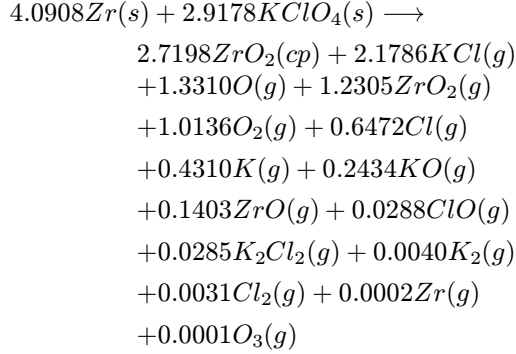 4.0908Zr(s) + 2.9178KClO₄(s) ⟶
2.7198ZrO₂(cp) + 2.1786KCl(g)
+1.3310O(g) + 1.2305ZrO₂(g)
+1.0136O₂(g) + 0.6472Cl(g)
+0.4310K(g) + 0.2434KO(g)
+0.1403ZrO(g) + 0.0288ClO(g)
+0.0285K₂Cl₂(g) + 0.0040K₂(g)
+0.0031Cl₂(g) + 0.0002Zr(g)
+0.0001O₃(g)